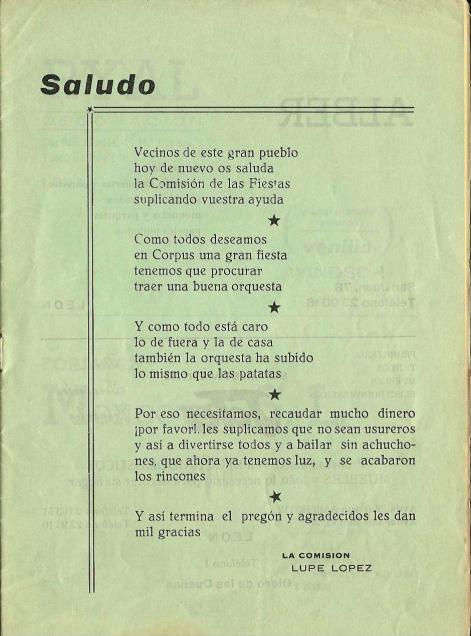 Saludo
Vecinos de este gran pueblo
hoy de nuevo os saluda
la Comisión de las Fiestas
suplicando vuestra ayuda
Como todos deseamos
en Corpus una gran fiesta
tenemos que procurar
traer una buena orquesta
Y como todo está caro
lo de fuera y la de casa
también la orquesta ha subido
lo mismo que las patatas
Por eso necesitamos, recaudar mucho dinero
¡por favor!. les suplicamos que no sean usureros
y así a divertirse todos y a bailar sin achucho-
nes, que ahora ya tenemos luz, y se acabaron
los rincones
Y así termina el pregón y agradecidos les dan
mil gracias
LA COMISION
LUPE LOPEZ